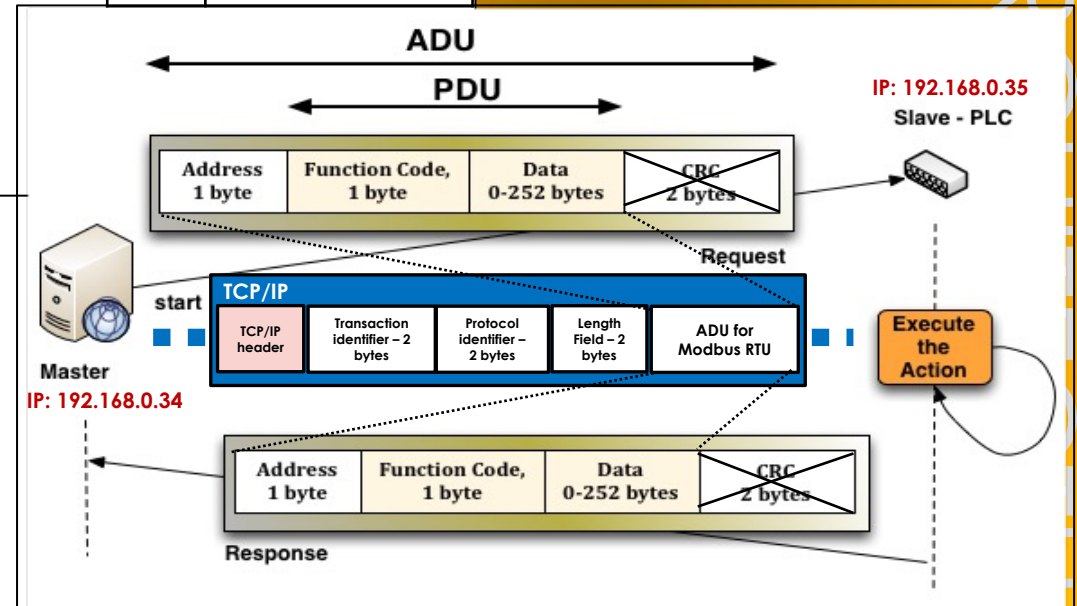 ADU
PDU
IP: 192.168.0.35
Slave - PLC
Address
1 byte
Function Code,
1 byte
Data
0-252 bytes
CRC
2 bytes
Request
start
TCP/IP
TCP/IP
header
Transaction
identifier – 2
bytes
Protocol
identifier –
2 bytes
Length
Field – 2
bytes
ADU for
Modbus RTU
Execute
the
Action
Master
IP: 192.168.0.34
Address
1 byte
Function Code,
1 byte
Data
0-252 bytes
CRC
2 bytes
Response